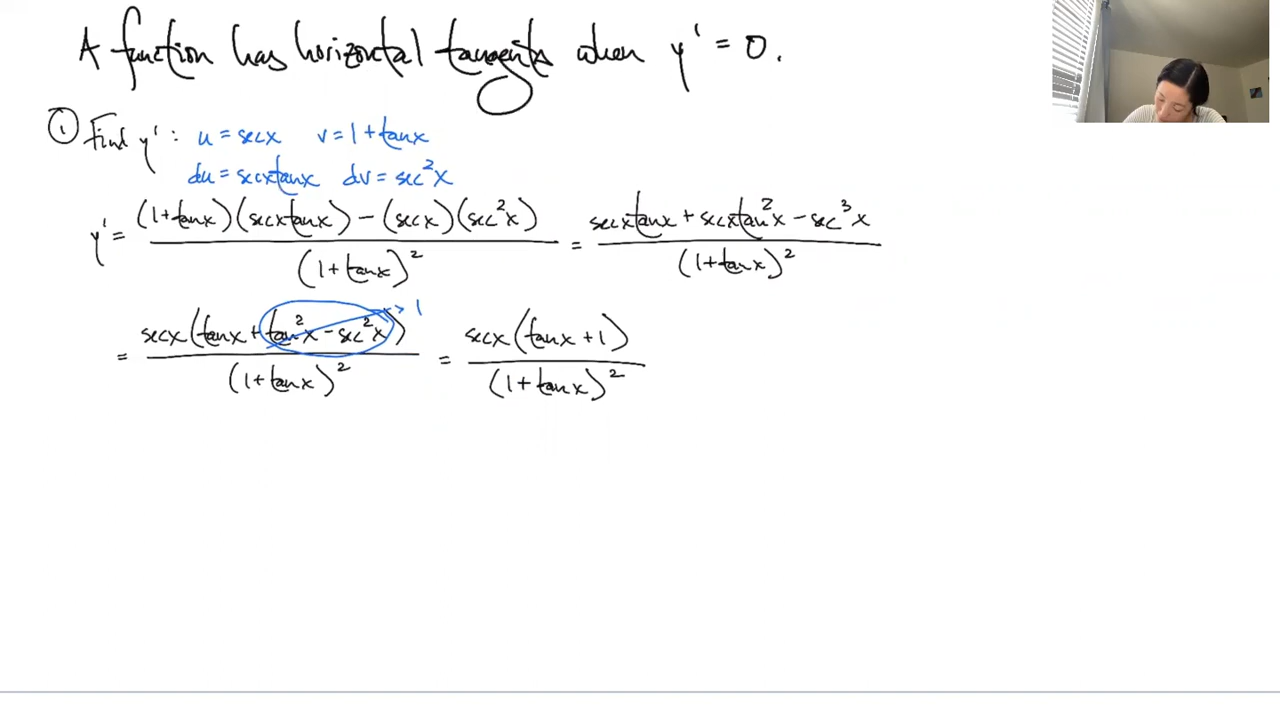 A function has horizontal tangents when y' = 0.
① Find y' : u = secx v = 1 + tanx
du = secxtanx dv = sec²x
y' = (1+tanx)(secxtanx) − (secx)(sec²x) / (1+tanx)² = secxtanx + secxtan²x − sec³x / (1+tanx)²
= secx(tanx + tan²x − sec²x) / (1+tanx)² → 1 = secx(tanx + 1) / (1+tanx)²